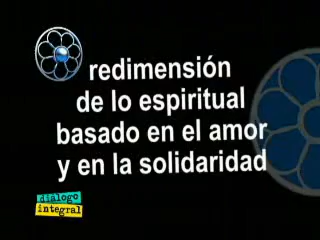 redimensión
de lo espiritual
basado en el amor
y en la solidaridad
diálogo
integral